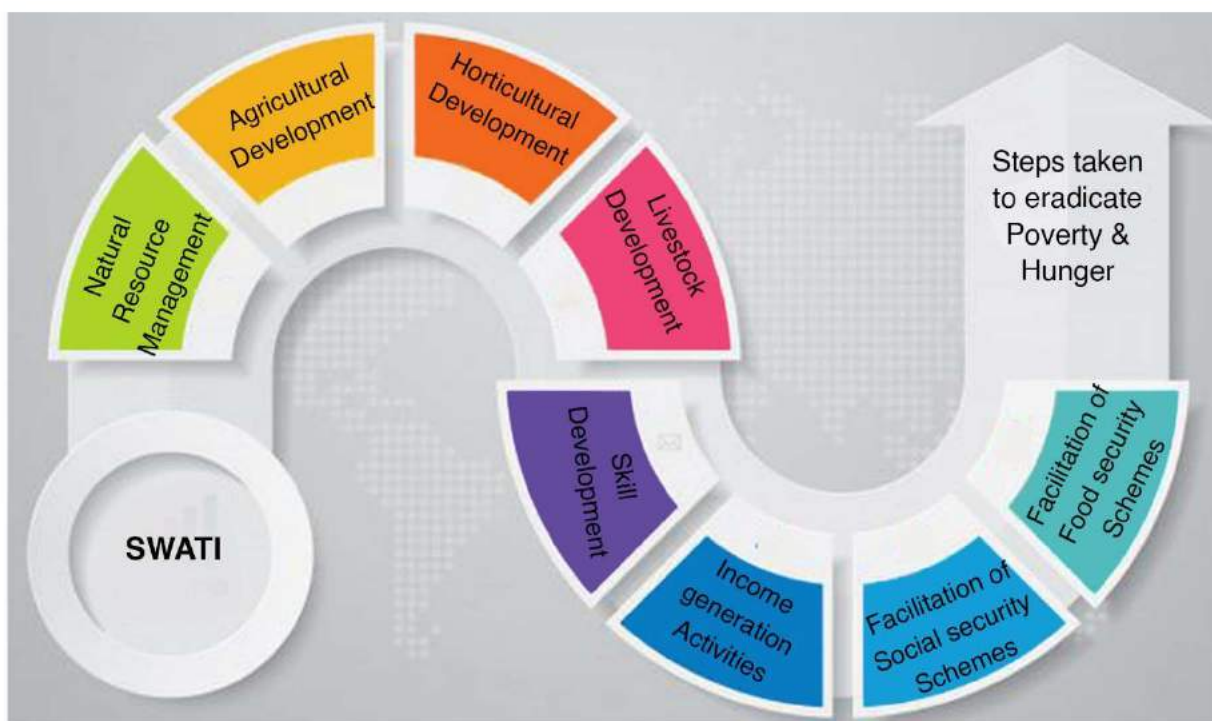 SWATI
Natural
Resource
Management
Agricultural
Development
Horticultural
Development
Livestock
Development
Skill
Development
Income
generation
Activities
Facilitation of
Social security
Schemes
Facilitation of
Food security
Schemes
Steps taken
to eradicate
Poverty &
Hunger